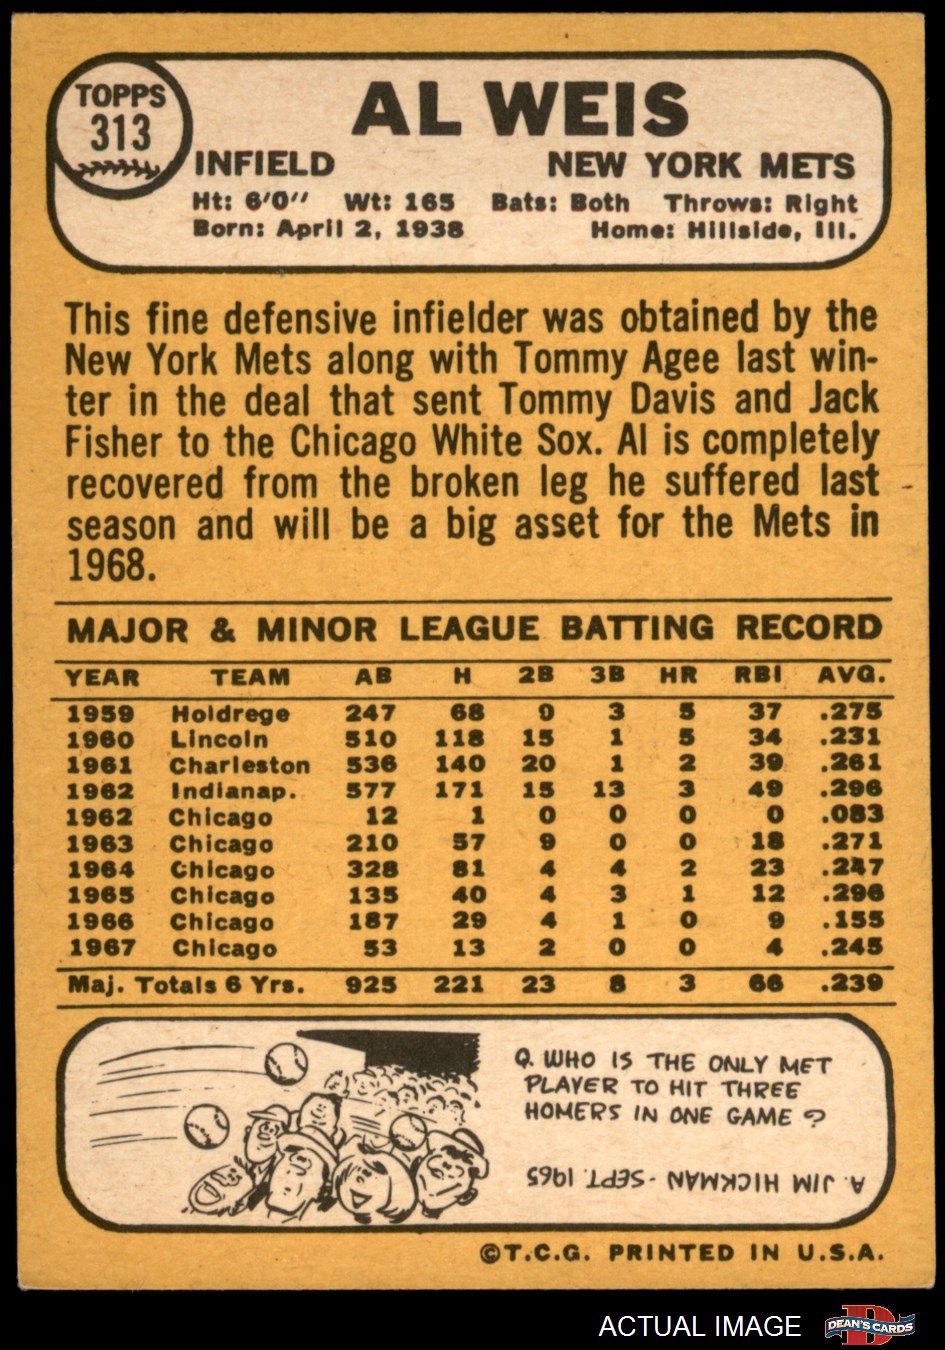 TOPPS
313
AL WEIS
INFIELD NEW YORK METS
Ht: 6'0" Wt: 165 Bats: Both Throws: Right
Born: April 2, 1938 Home: Hillside, Ill.
This fine defensive infielder was obtained by the
New York Mets along with Tommy Agee last win-
ter in the deal that sent Tommy Davis and Jack
Fisher to the Chicago White Sox. Al is completely
recovered from the broken leg he suffered last
season and will be a big asset for the Mets in
1968.
MAJOR & MINOR LEAGUE BATTING RECORD
YEAR TEAM AB H 2B 3B HR RBI AVG.
1959 Holdrege 247 68 9 3 5 37 .275
1960 Lincoln 510 118 15 1 5 34 .231
1961 Charleston 536 140 20 1 2 39 .261
1962 Indianap. 577 171 15 13 3 49 .296
1962 Chicago 12 1 0 0 0 0 .083
1963 Chicago 210 57 9 0 0 18 .271
1964 Chicago 328 81 4 4 2 23 .247
1965 Chicago 135 40 4 3 1 12 .296
1966 Chicago 187 29 4 1 0 9 .155
1967 Chicago 53 13 2 0 0 4 .245
Maj. Totals 6 Yrs. 925 221 23 8 3 66 .239
Q. WHO IS THE ONLY MET
PLAYER TO HIT THREE
HOMERS IN ONE GAME?
A. JIM HICKMAN - SEPT. 1965
©T.C.G. PRINTED IN U.S.A.
ACTUAL IMAGE
DEAN'S CARDS